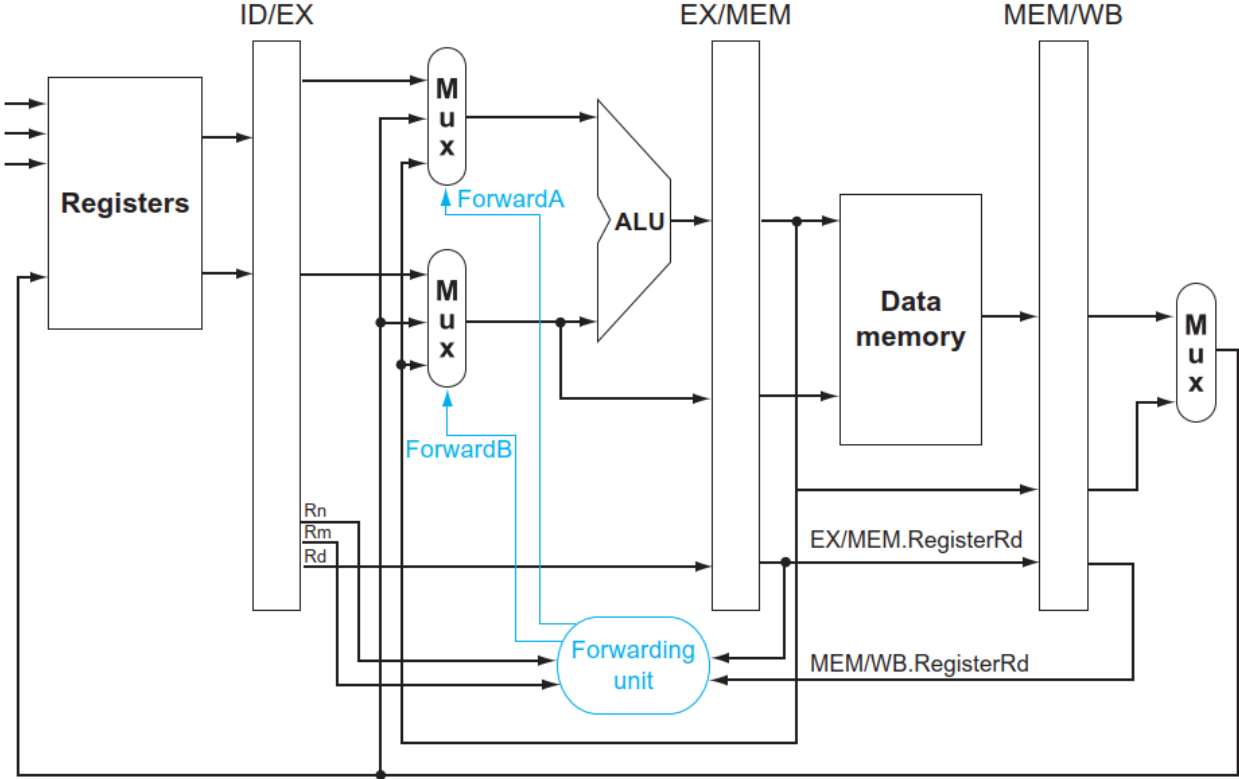 ID/EX
EX/MEM
MEM/WB
M
u
x
Registers
ForwardA
ALU
M
u
x
Data
memory
M
u
x
ForwardB
Rn
Rm
Rd
EX/MEM.RegisterRd
Forwarding
unit
MEM/WB.RegisterRd